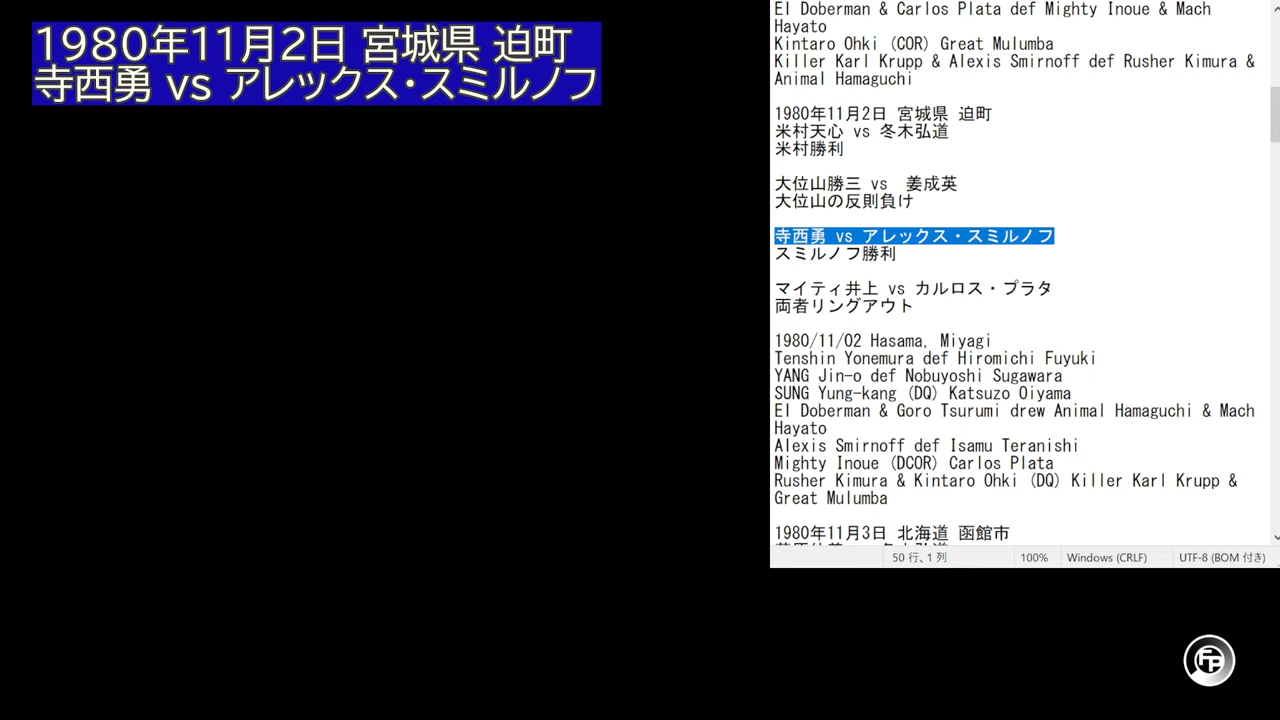 1980年11月2日 宮城県 迫町
寺西勇 vs アレックス・スミルノフ
El Doberman & Carlos Plata def Mighty Inoue & Mach
Hayato
Kintaro Ohki (COR) Great Mulumba
Killer Karl Krupp & Alexis Smirnoff def Rusher Kimura &
Animal Hamaguchi
1980年11月2日 宮城県 迫町
米村天心 vs 冬木弘道
米村勝利
大位山勝三 vs　姜成英
大位山の反則負け
寺西勇 vs アレックス・スミルノフ
スミルノフ勝利
マイティ井上 vs カルロス・プラタ
両者リングアウト
1980/11/02 Hasama, Miyagi
Tenshin Yonemura def Hiromichi Fuyuki
YANG Jin-o def Nobuyoshi Sugawara
SUNG Yung-kang (DQ) Katsuzo Oiyama
El Doberman & Goro Tsurumi drew Animal Hamaguchi & Mach
Hayato
Alexis Smirnoff def Isamu Teranishi
Mighty Inoue (DCOR) Carlos Plata
Rusher Kimura & Kintaro Ohki (DQ) Killer Karl Krupp &
Great Mulumba
1980年11月3日 北海道 函館市
50 行、1 列
100%
Windows (CRLF)
UTF-8 (BOM 付き)